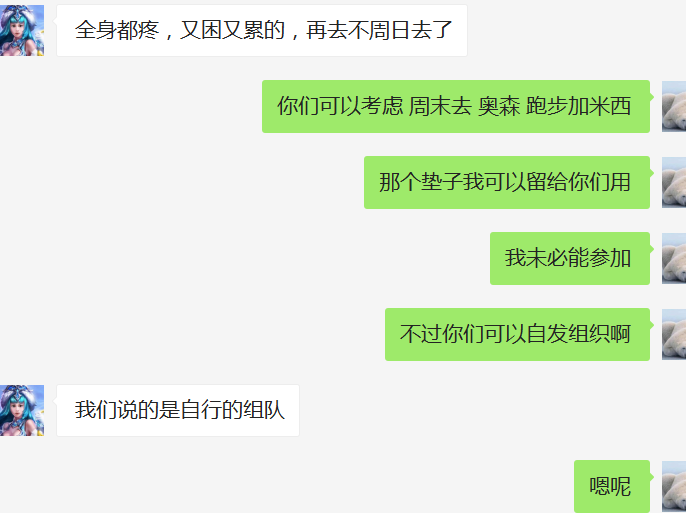 全身都疼，又困又累的，再去不周日去了
你们可以考虑 周末去 奥森 跑步加米西
那个垫子我可以留给你们用
我未必能参加
不过你们可以自发组织啊
我们说的是自行的组队
嗯呢